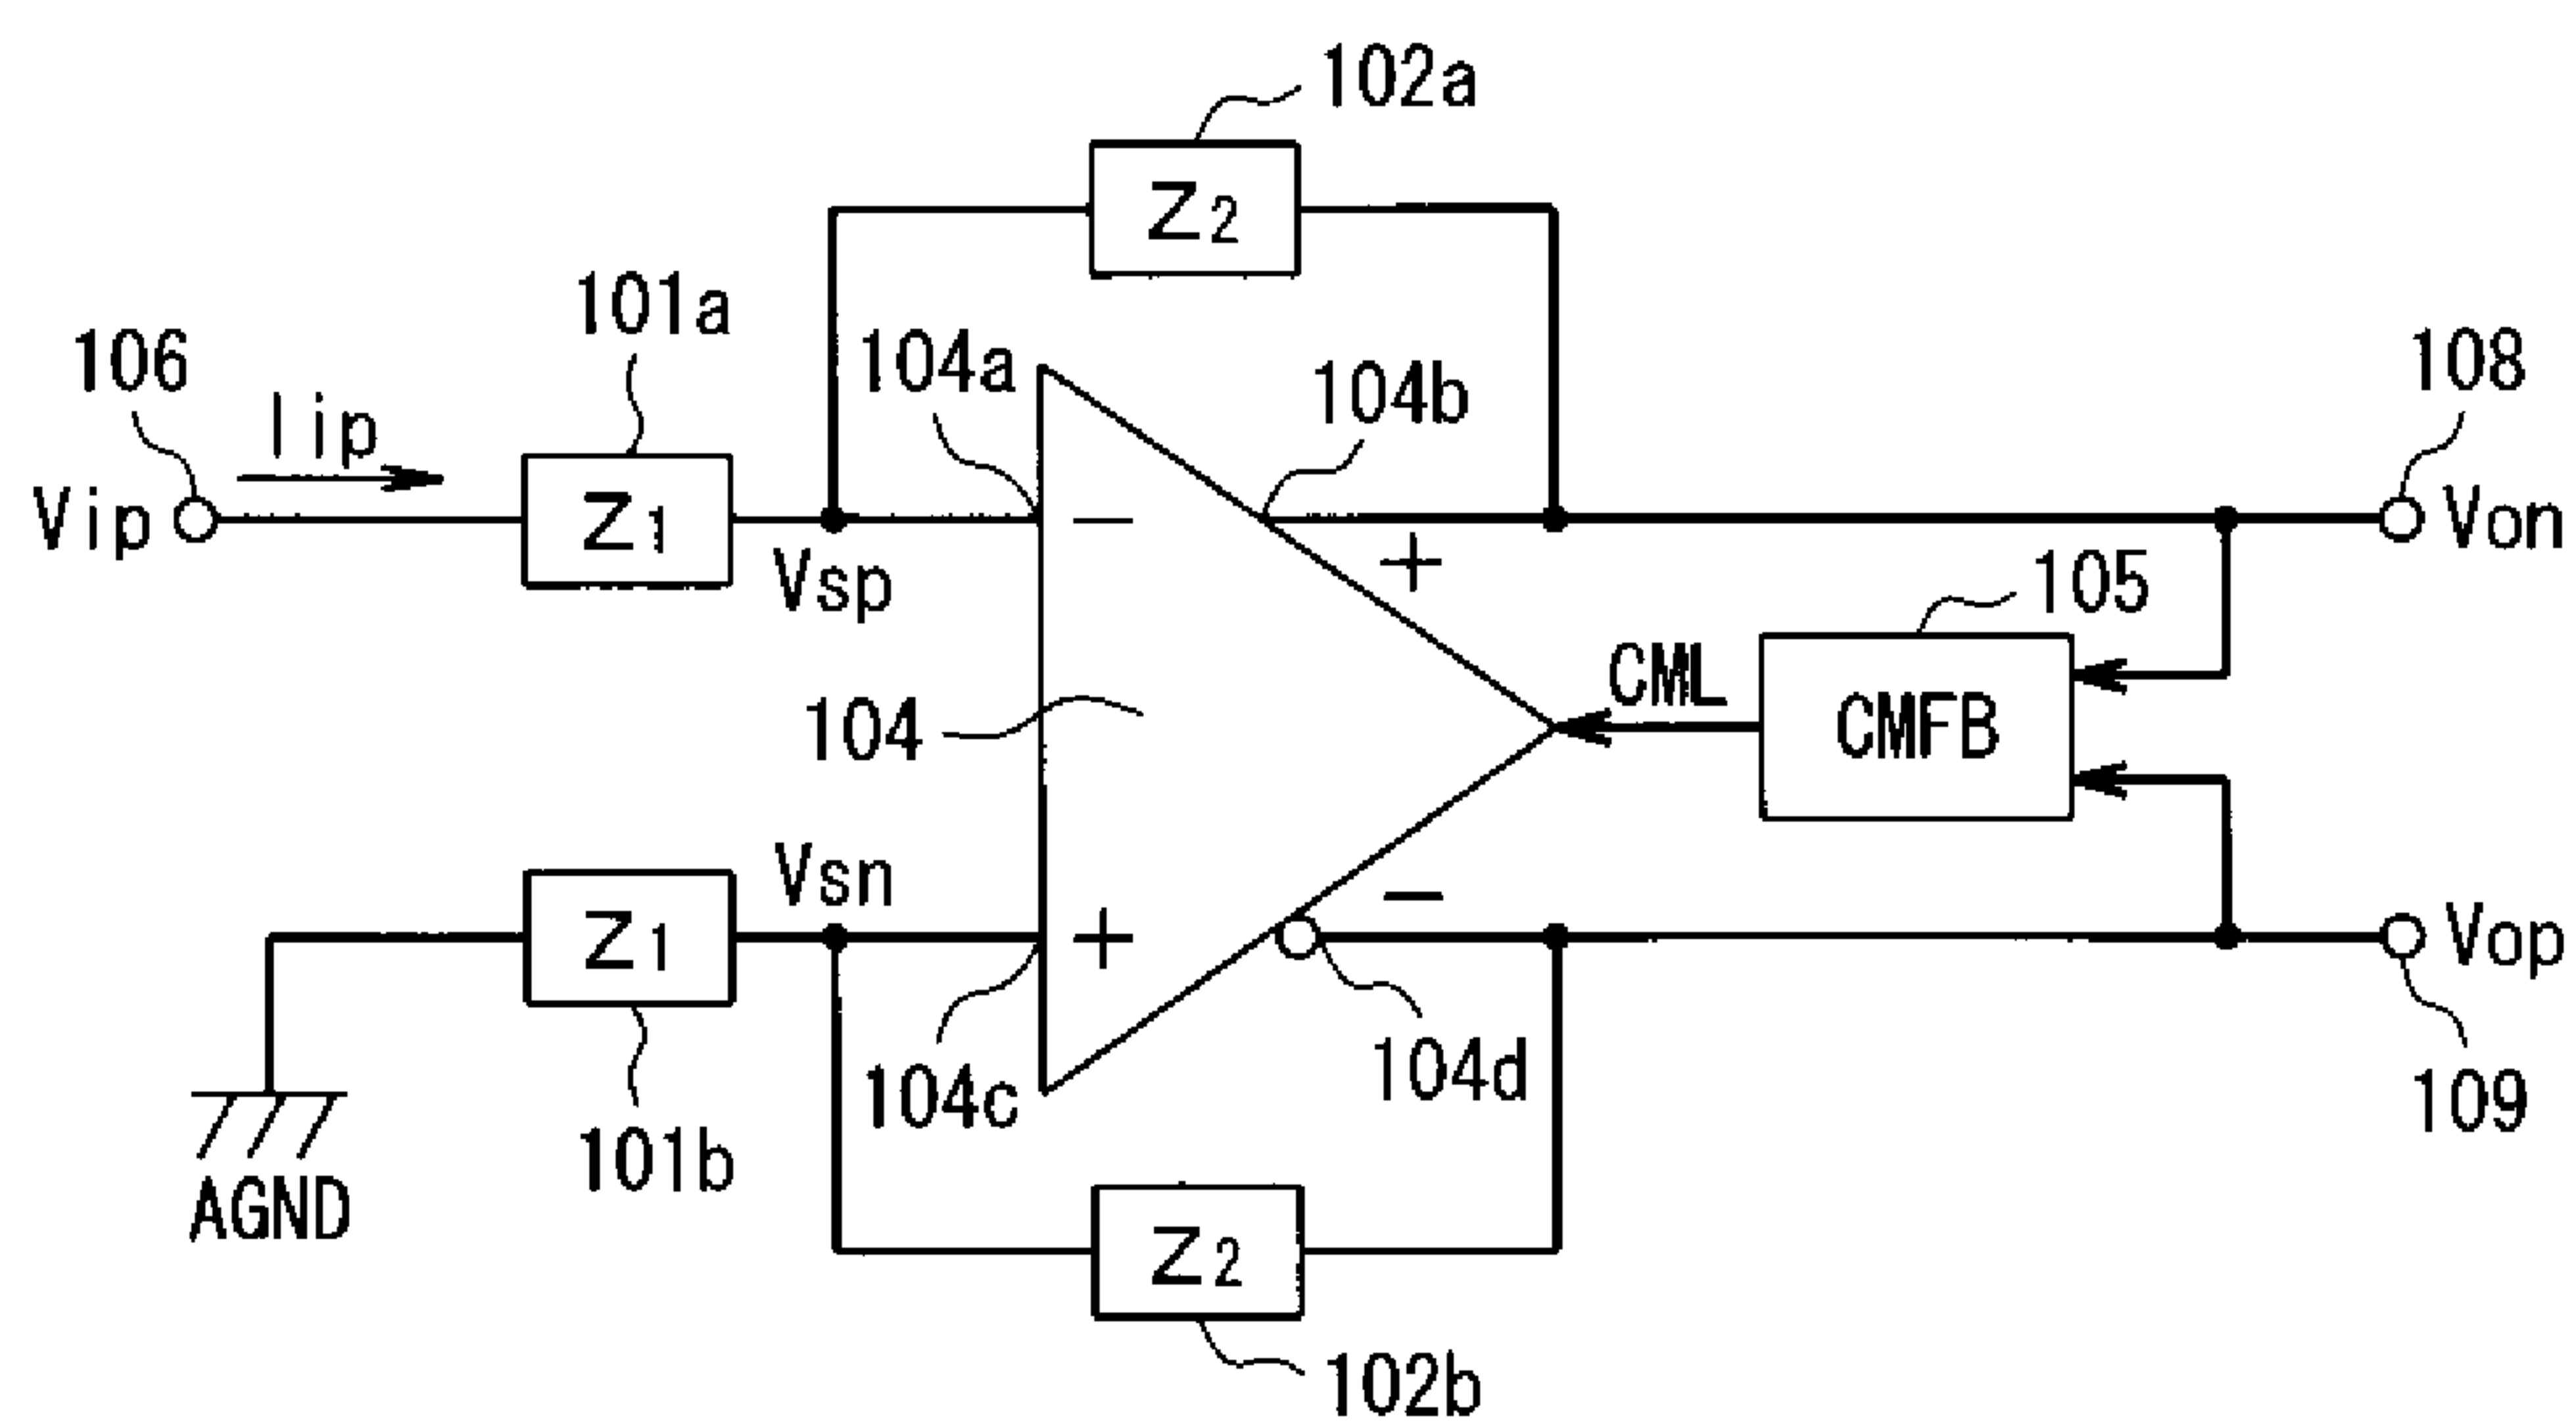 102a
Z2
101a
106
Iip
104a
104b
108
Vip
Z1
−
Von
Vsp
+
105
CML
104
CMFB
Vsn
−
Z1
+
Vop
104c
104d
109
101b
AGND
Z2
102b